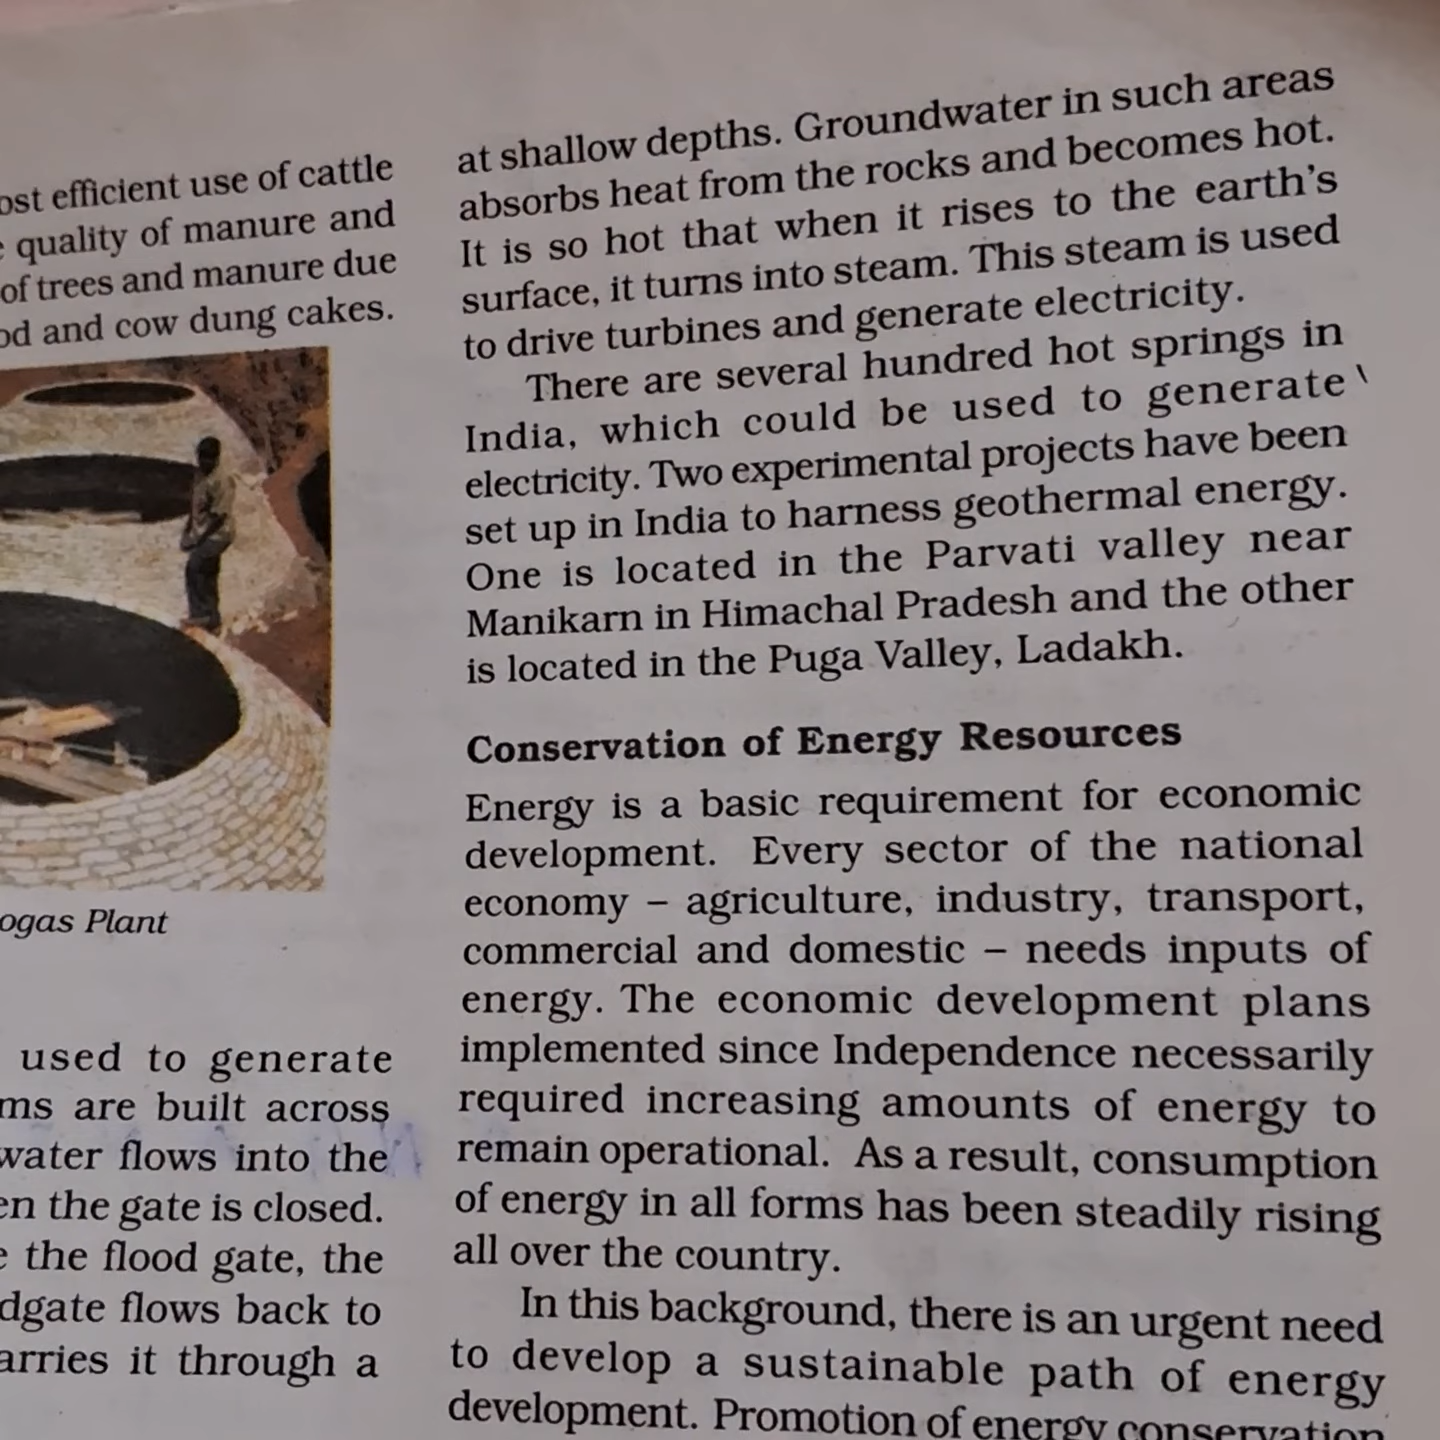 efficient use of cattle
quality of manure and
of trees and manure due
and cow dung cakes.
Plant
used to generate
are built across
water flows into the
the gate is closed.
the flood gate, the
flows back to
it through a
at shallow depths. Groundwater in such areas
absorbs heat from the rocks and becomes hot.
It is so hot that when it rises to the earth's
surface, it turns into steam. This steam is used
to drive turbines and generate electricity.
There are several hundred hot springs in
India, which could be used to generate
electricity. Two experimental projects have been
set up in India to harness geothermal energy.
One is located in the Parvati valley near
Manikarn in Himachal Pradesh and the other
is located in the Puga Valley, Ladakh.
Conservation of Energy Resources
Energy is a basic requirement for economic
development. Every sector of the national
economy – agriculture, industry, transport,
commercial and domestic – needs inputs of
energy. The economic development plans
implemented since Independence necessarily
required increasing amounts of energy to
remain operational. As a result, consumption
of energy in all forms has been steadily rising
all over the country.
In this background, there is an urgent need
to develop a sustainable path of energy
development. Promotion of energy conservation